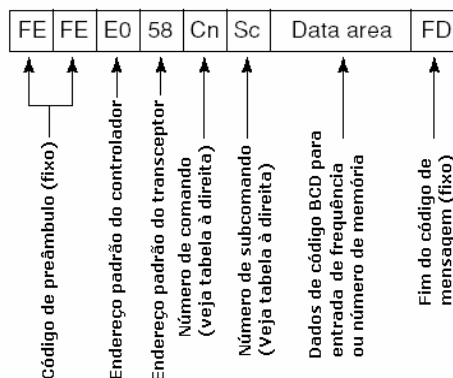 FE FE E0 58 Cn Sc Data area FD
Código de preâmbulo (fixo)
Endereço padrão do controlador
Endereço padrão do transceptor
Número de comando
(veja tabela à direita)
Número de subcomando
(Veja tabela à direita)
Dados de código BCD para
entrada de frequência
ou número de memória
Fim do código de
mensagem (fixo)